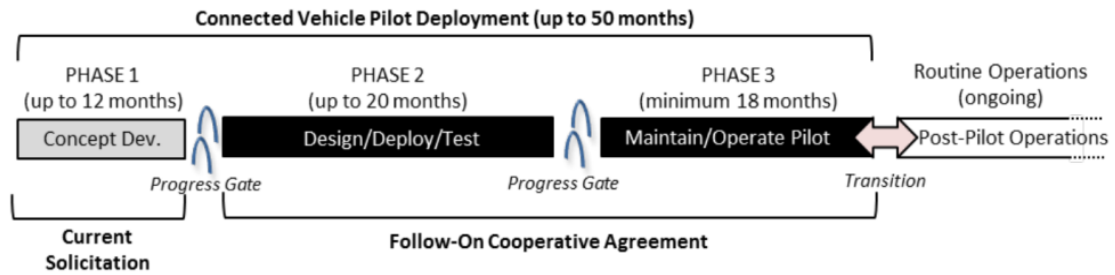 Connected Vehicle Pilot Deployment (up to 50 months)
PHASE 1
(up to 12 months)
PHASE 2
(up to 20 months)
PHASE 3
(minimum 18 months)
Routine Operations
(ongoing)
Concept Dev.
Design/Deploy/Test
Maintain/Operate Pilot
Post-Pilot Operations
Progress Gate
Progress Gate
Transition
Current
Solicitation
Follow-On Cooperative Agreement